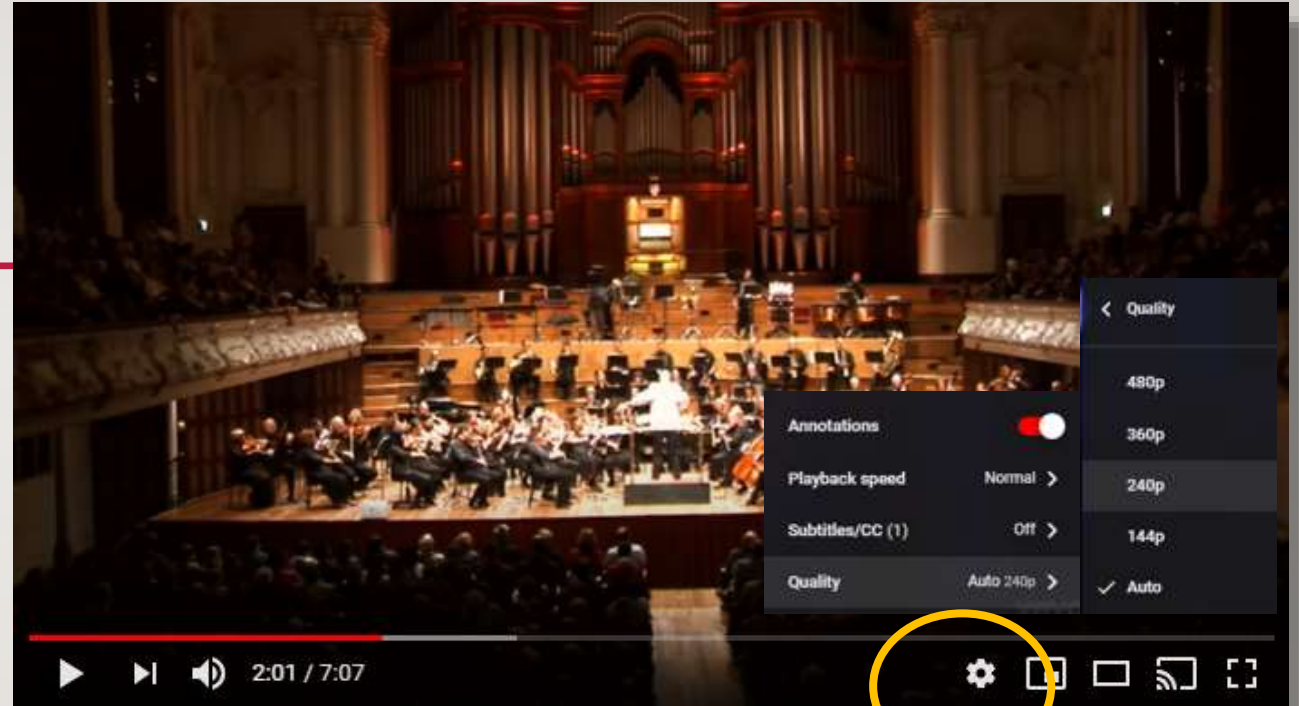 Annotations
Playback speed Normal
Subtitles/CC (1) Off
Quality Auto 240p
Quality
480p
360p
240p
144p
Auto
2:01 / 7:07